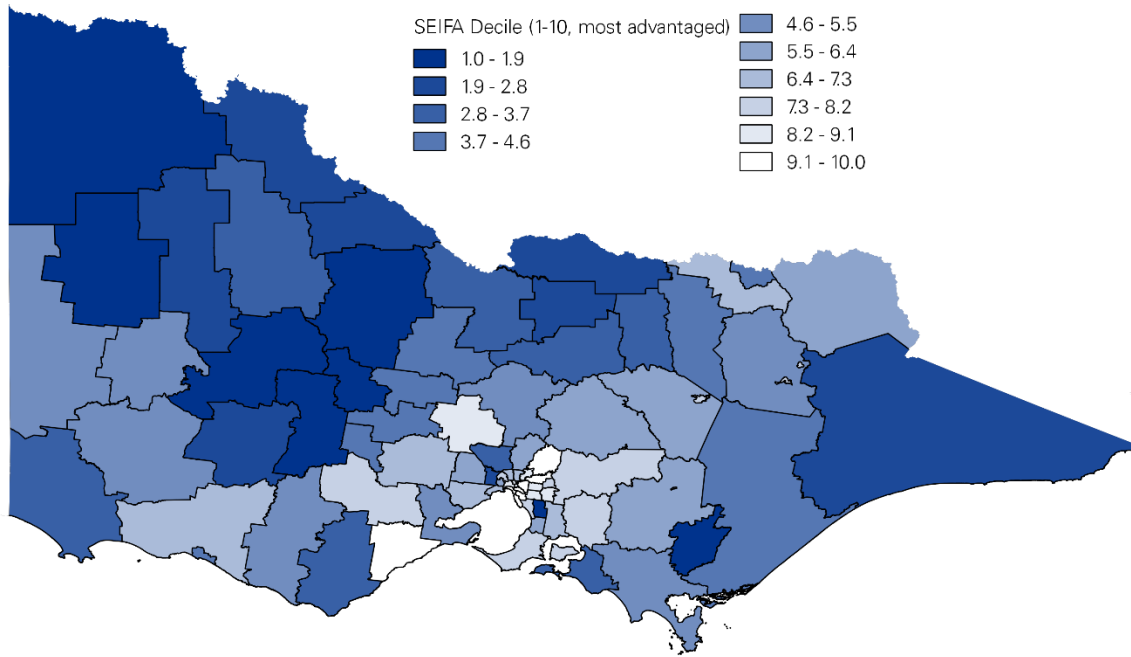 SEIFA Decile (1-10, most advantaged)
1.0 - 1.9
1.9 - 2.8
2.8 - 3.7
3.7 - 4.6
4.6 - 5.5
5.5 - 6.4
6.4 - 7.3
7.3 - 8.2
8.2 - 9.1
9.1 - 10.0